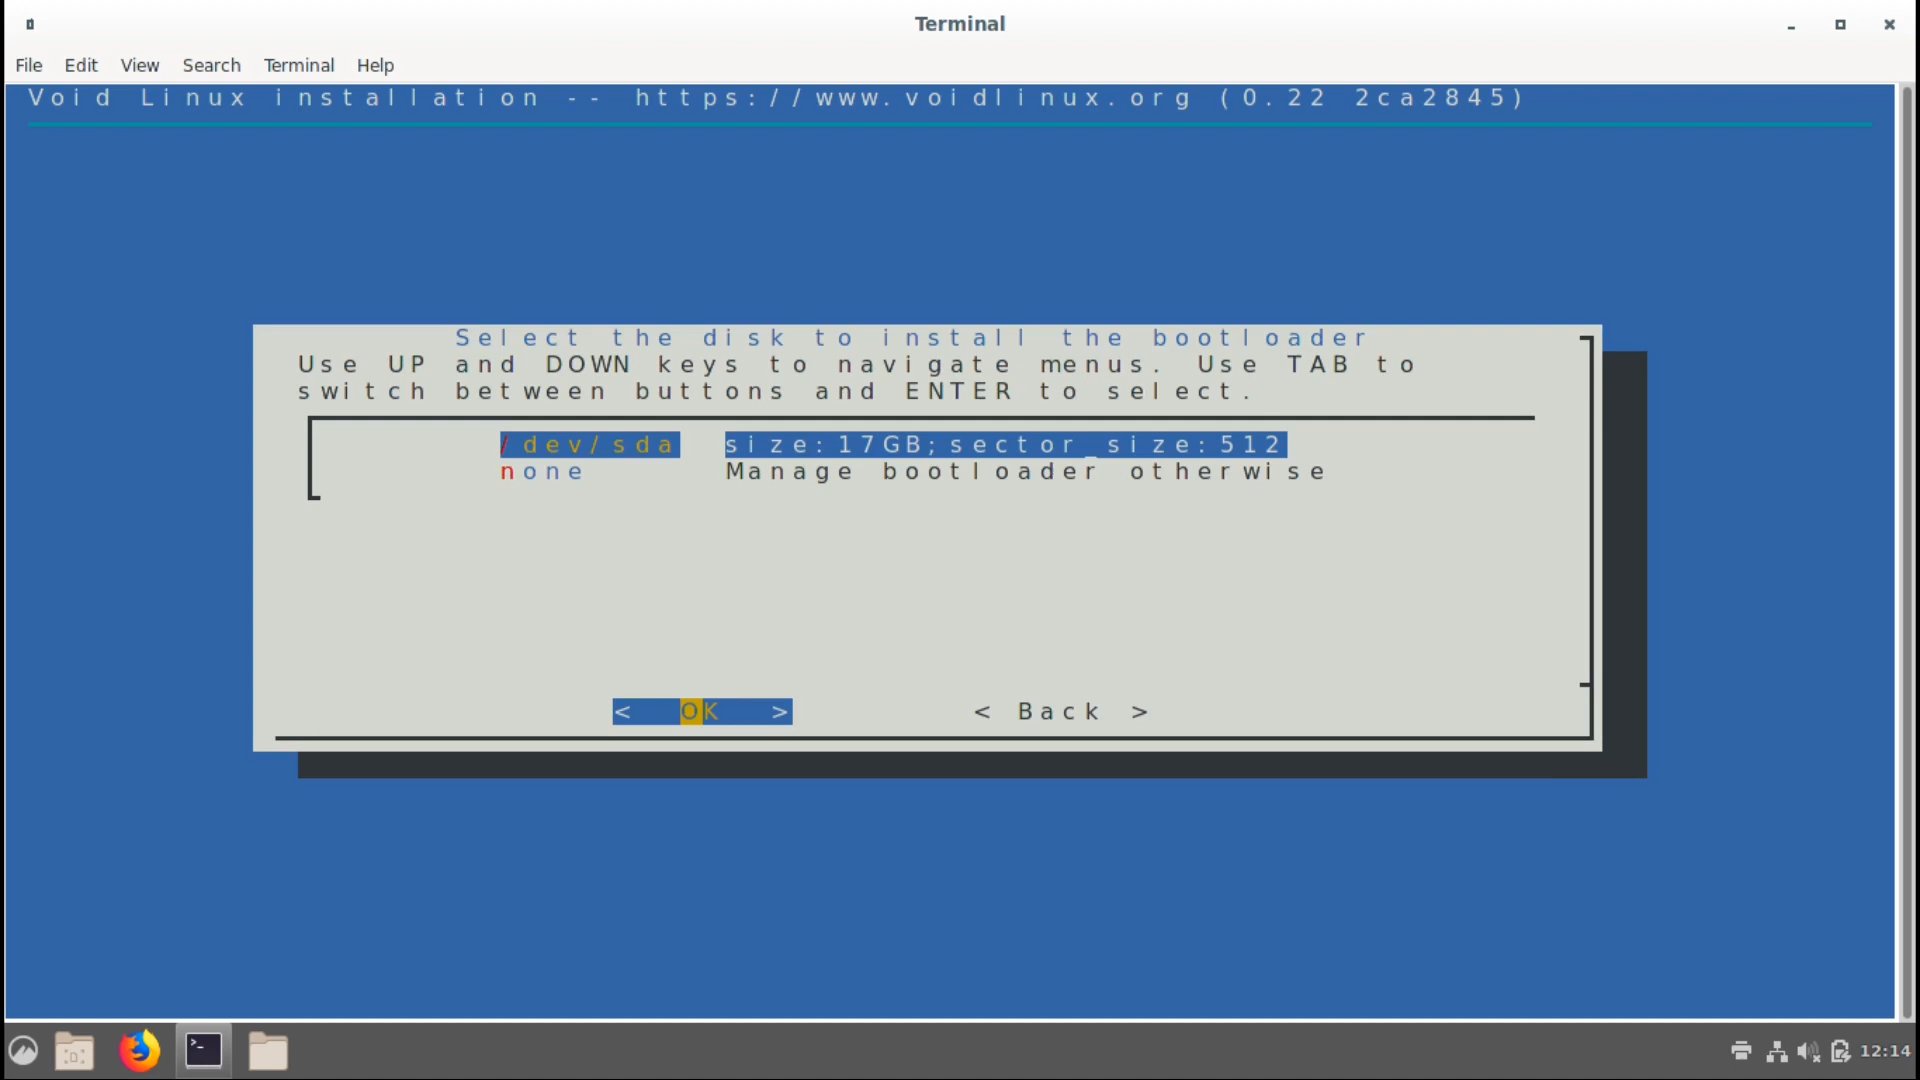 Terminal
File Edit View Search Terminal Help
Void Linux installation -- https://www.voidlinux.org (0.22 2ca2845)
Select the disk to install the bootloader
Use UP and DOWN keys to navigate menus. Use TAB to
switch between buttons and ENTER to select.
/dev/sda size:17GB;sector_size:512
none Manage bootloader otherwise
< OK > < Back >
12:14